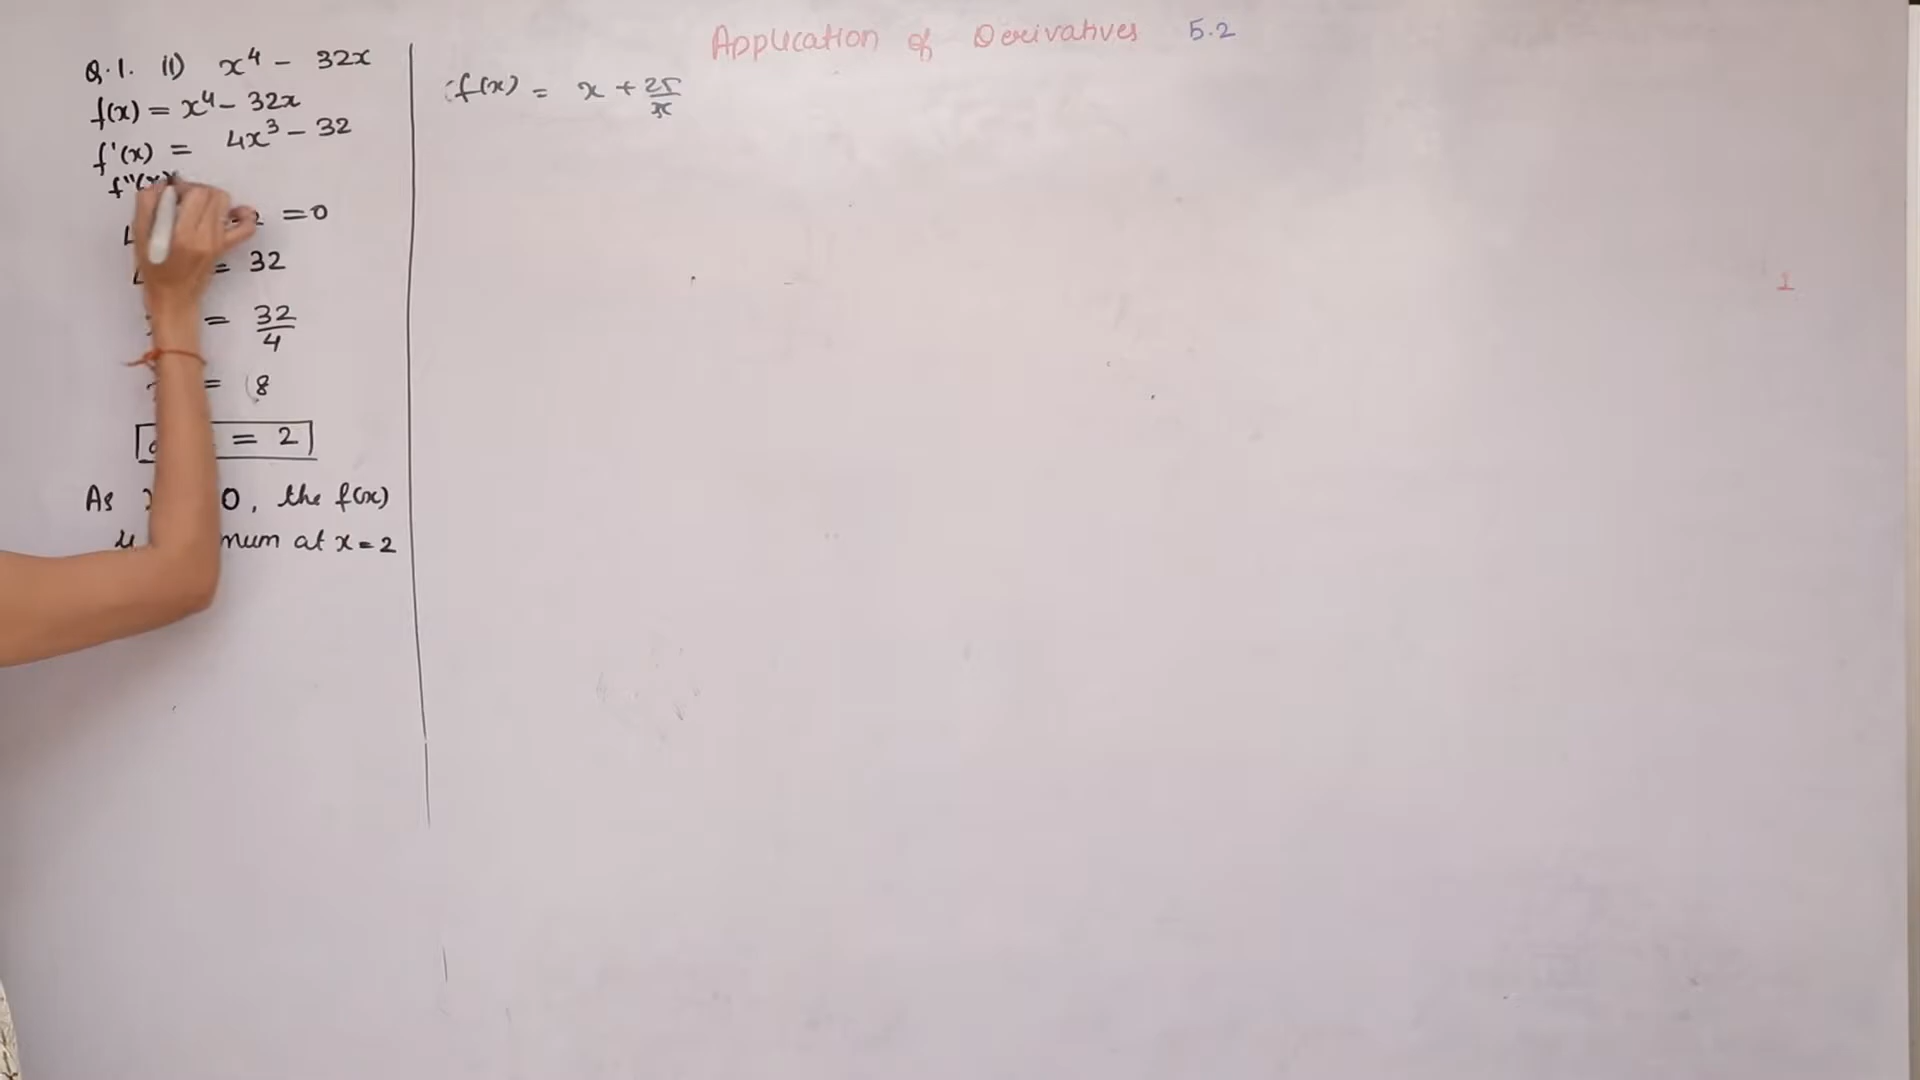 Application of Derivatives 5.2
Q.1. (i) x⁴ - 32x
f(x) = x⁴ - 32x
f'(x) = 4x³ - 32
f''(x)
= 0
= 32
= 32/4
= 8
= 2
As 0, the f(x)
at x = 2
f(x) = x + 25/x
1